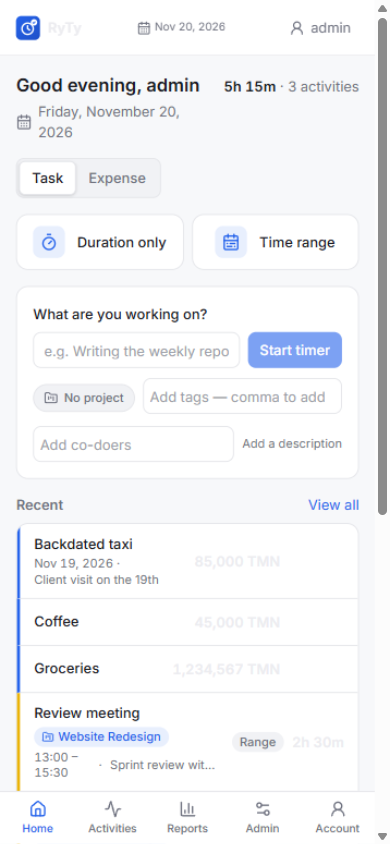 RyTy
Nov 20, 2026
admin
Good evening, admin
5h 15m · 3 activities
Friday, November 20,
2026
Task
Expense
Duration only
Time range
What are you working on?
e.g. Writing the weekly repo
Start timer
No project
Add tags — comma to add
Add co-doers
Add a description
Recent
View all
Backdated taxi
Nov 19, 2026 ·
Client visit on the 19th
85,000 TMN
Coffee
45,000 TMN
Groceries
1,234,567 TMN
Review meeting
Website Redesign
13:00 –
15:30
· Sprint review wit...
Range
2h 30m
Home
Activities
Reports
Admin
Account